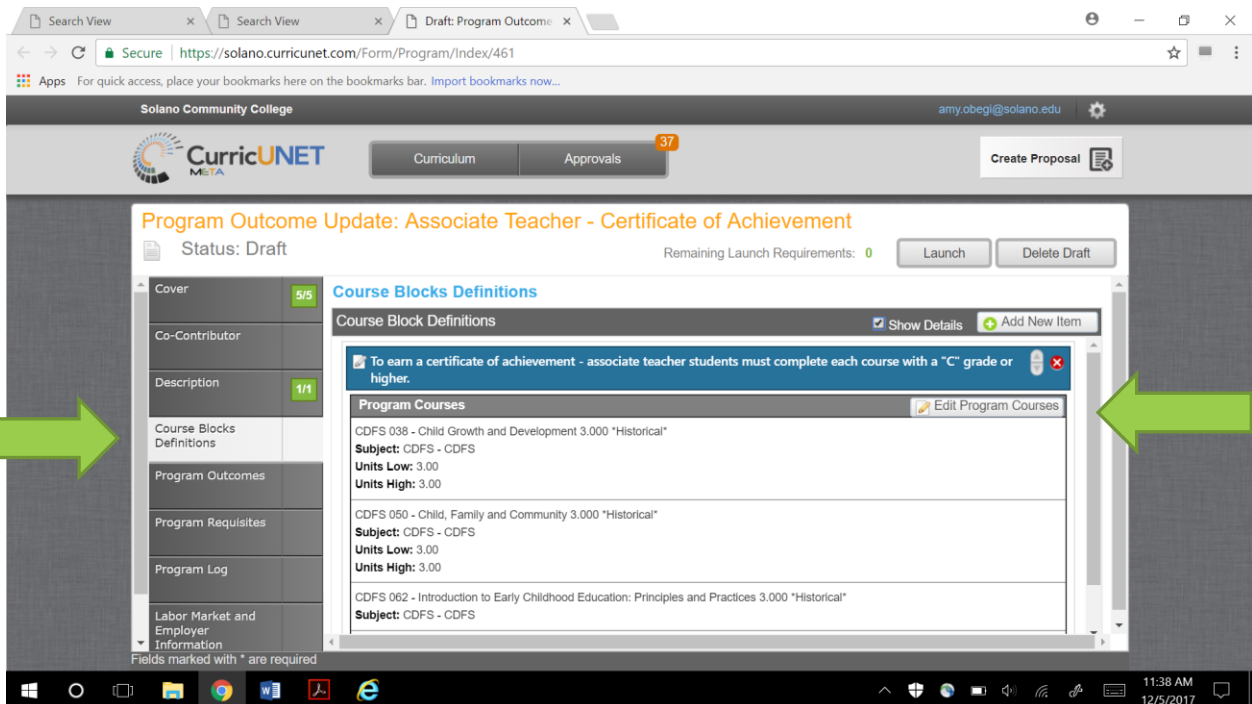 Search View
Search View
Draft: Program Outcome
Secure | https://solano.curricunet.com/Form/Program/Index/461
Apps For quick access, place your bookmarks here on the bookmarks bar. Import bookmarks now...
Solano Community College
amy.obegi@solano.edu
CurricUNET
META
Curriculum
Approvals
37
Create Proposal
Program Outcome Update: Associate Teacher - Certificate of Achievement
Status: Draft
Remaining Launch Requirements: 0
Launch
Delete Draft
Cover 5/5
Co-Contributor
Description 1/1
Course Blocks
Definitions
Program Outcomes
Program Requisites
Program Log
Labor Market and
Employer
Information
Fields marked with * are required
Course Blocks Definitions
Course Block Definitions
Show Details
Add New Item
To earn a certificate of achievement - associate teacher students must complete each course with a "C" grade or
higher.
Program Courses
Edit Program Courses
CDFS 038 - Child Growth and Development 3.000 *Historical*
Subject: CDFS - CDFS
Units Low: 3.00
Units High: 3.00
CDFS 050 - Child, Family and Community 3.000 *Historical*
Subject: CDFS - CDFS
Units Low: 3.00
Units High: 3.00
CDFS 062 - Introduction to Early Childhood Education: Principles and Practices 3.000 *Historical*
Subject: CDFS - CDFS
11:38 AM
12/5/2017